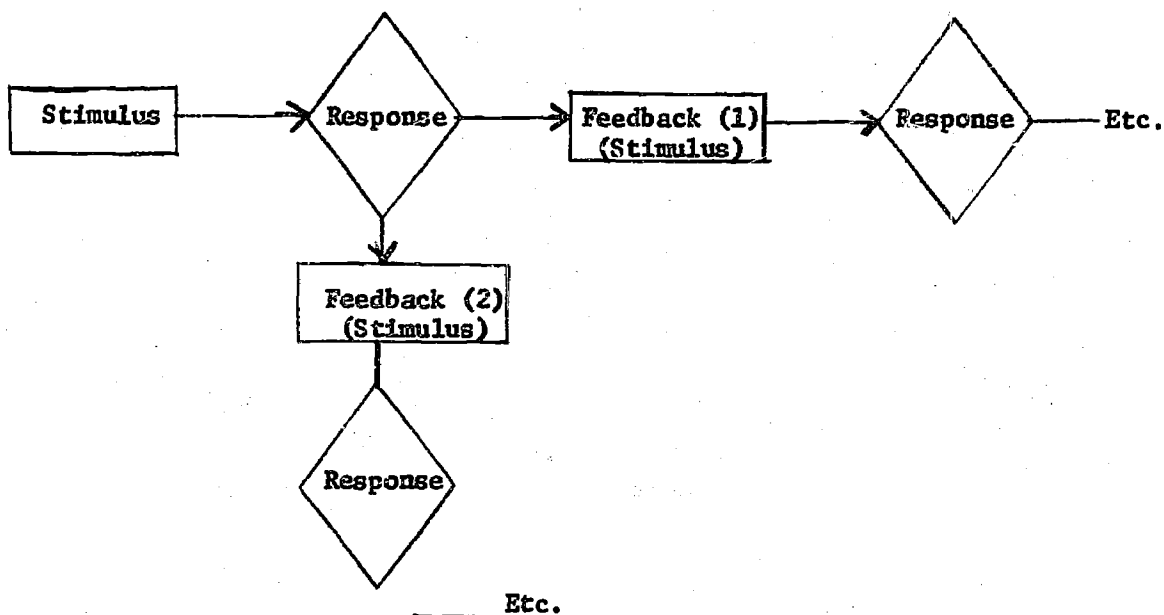 Stimulus
Response
Feedback (1)
(Stimulus)
Response
Etc.
Feedback (2)
(Stimulus)
Response
Etc.